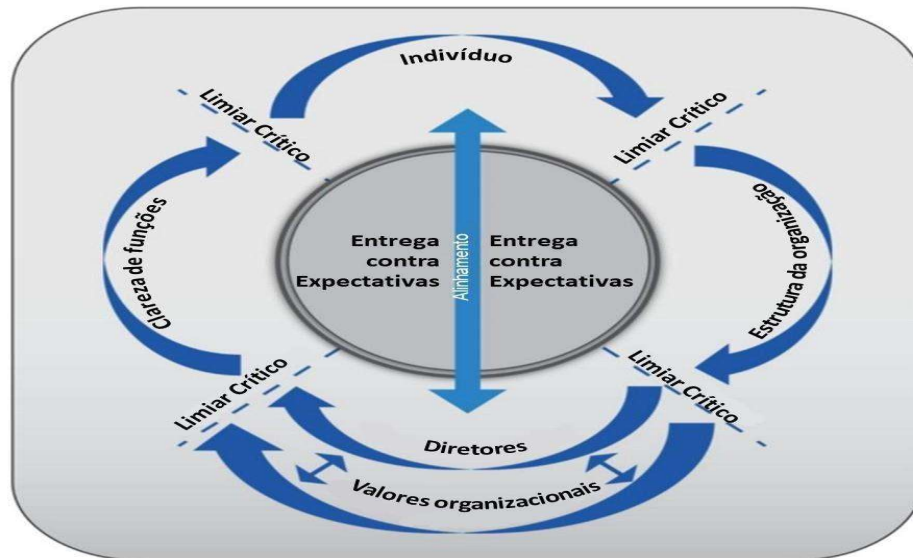 Indivíduo
Limiar Crítico
Limiar Crítico
Clareza de funções
Estrutura da organização
Entrega
contra
Expectativas
Alinhamento
Entrega
contra
Expectativas
Limiar Crítico
Limiar Crítico
Diretores
Valores organizacionais